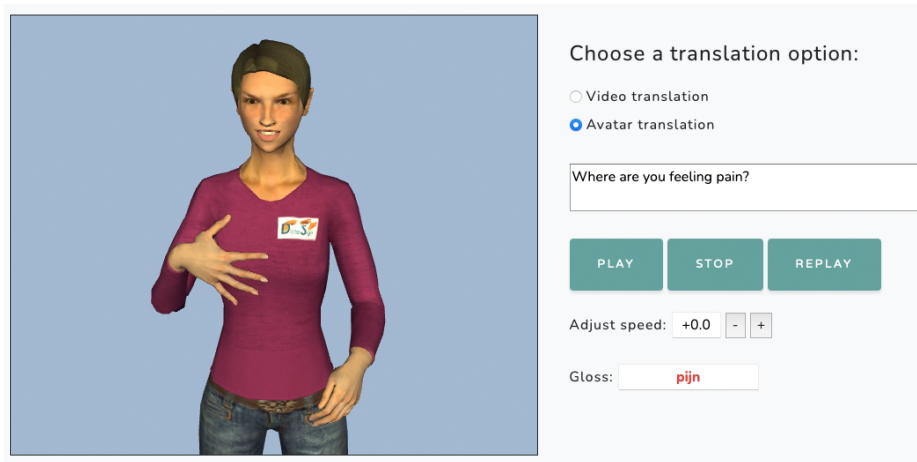 Choose a translation option:
Video translation
Avatar translation
Where are you feeling pain?
PLAY STOP REPLAY
Adjust speed: +0.0 - +
Gloss: pijn